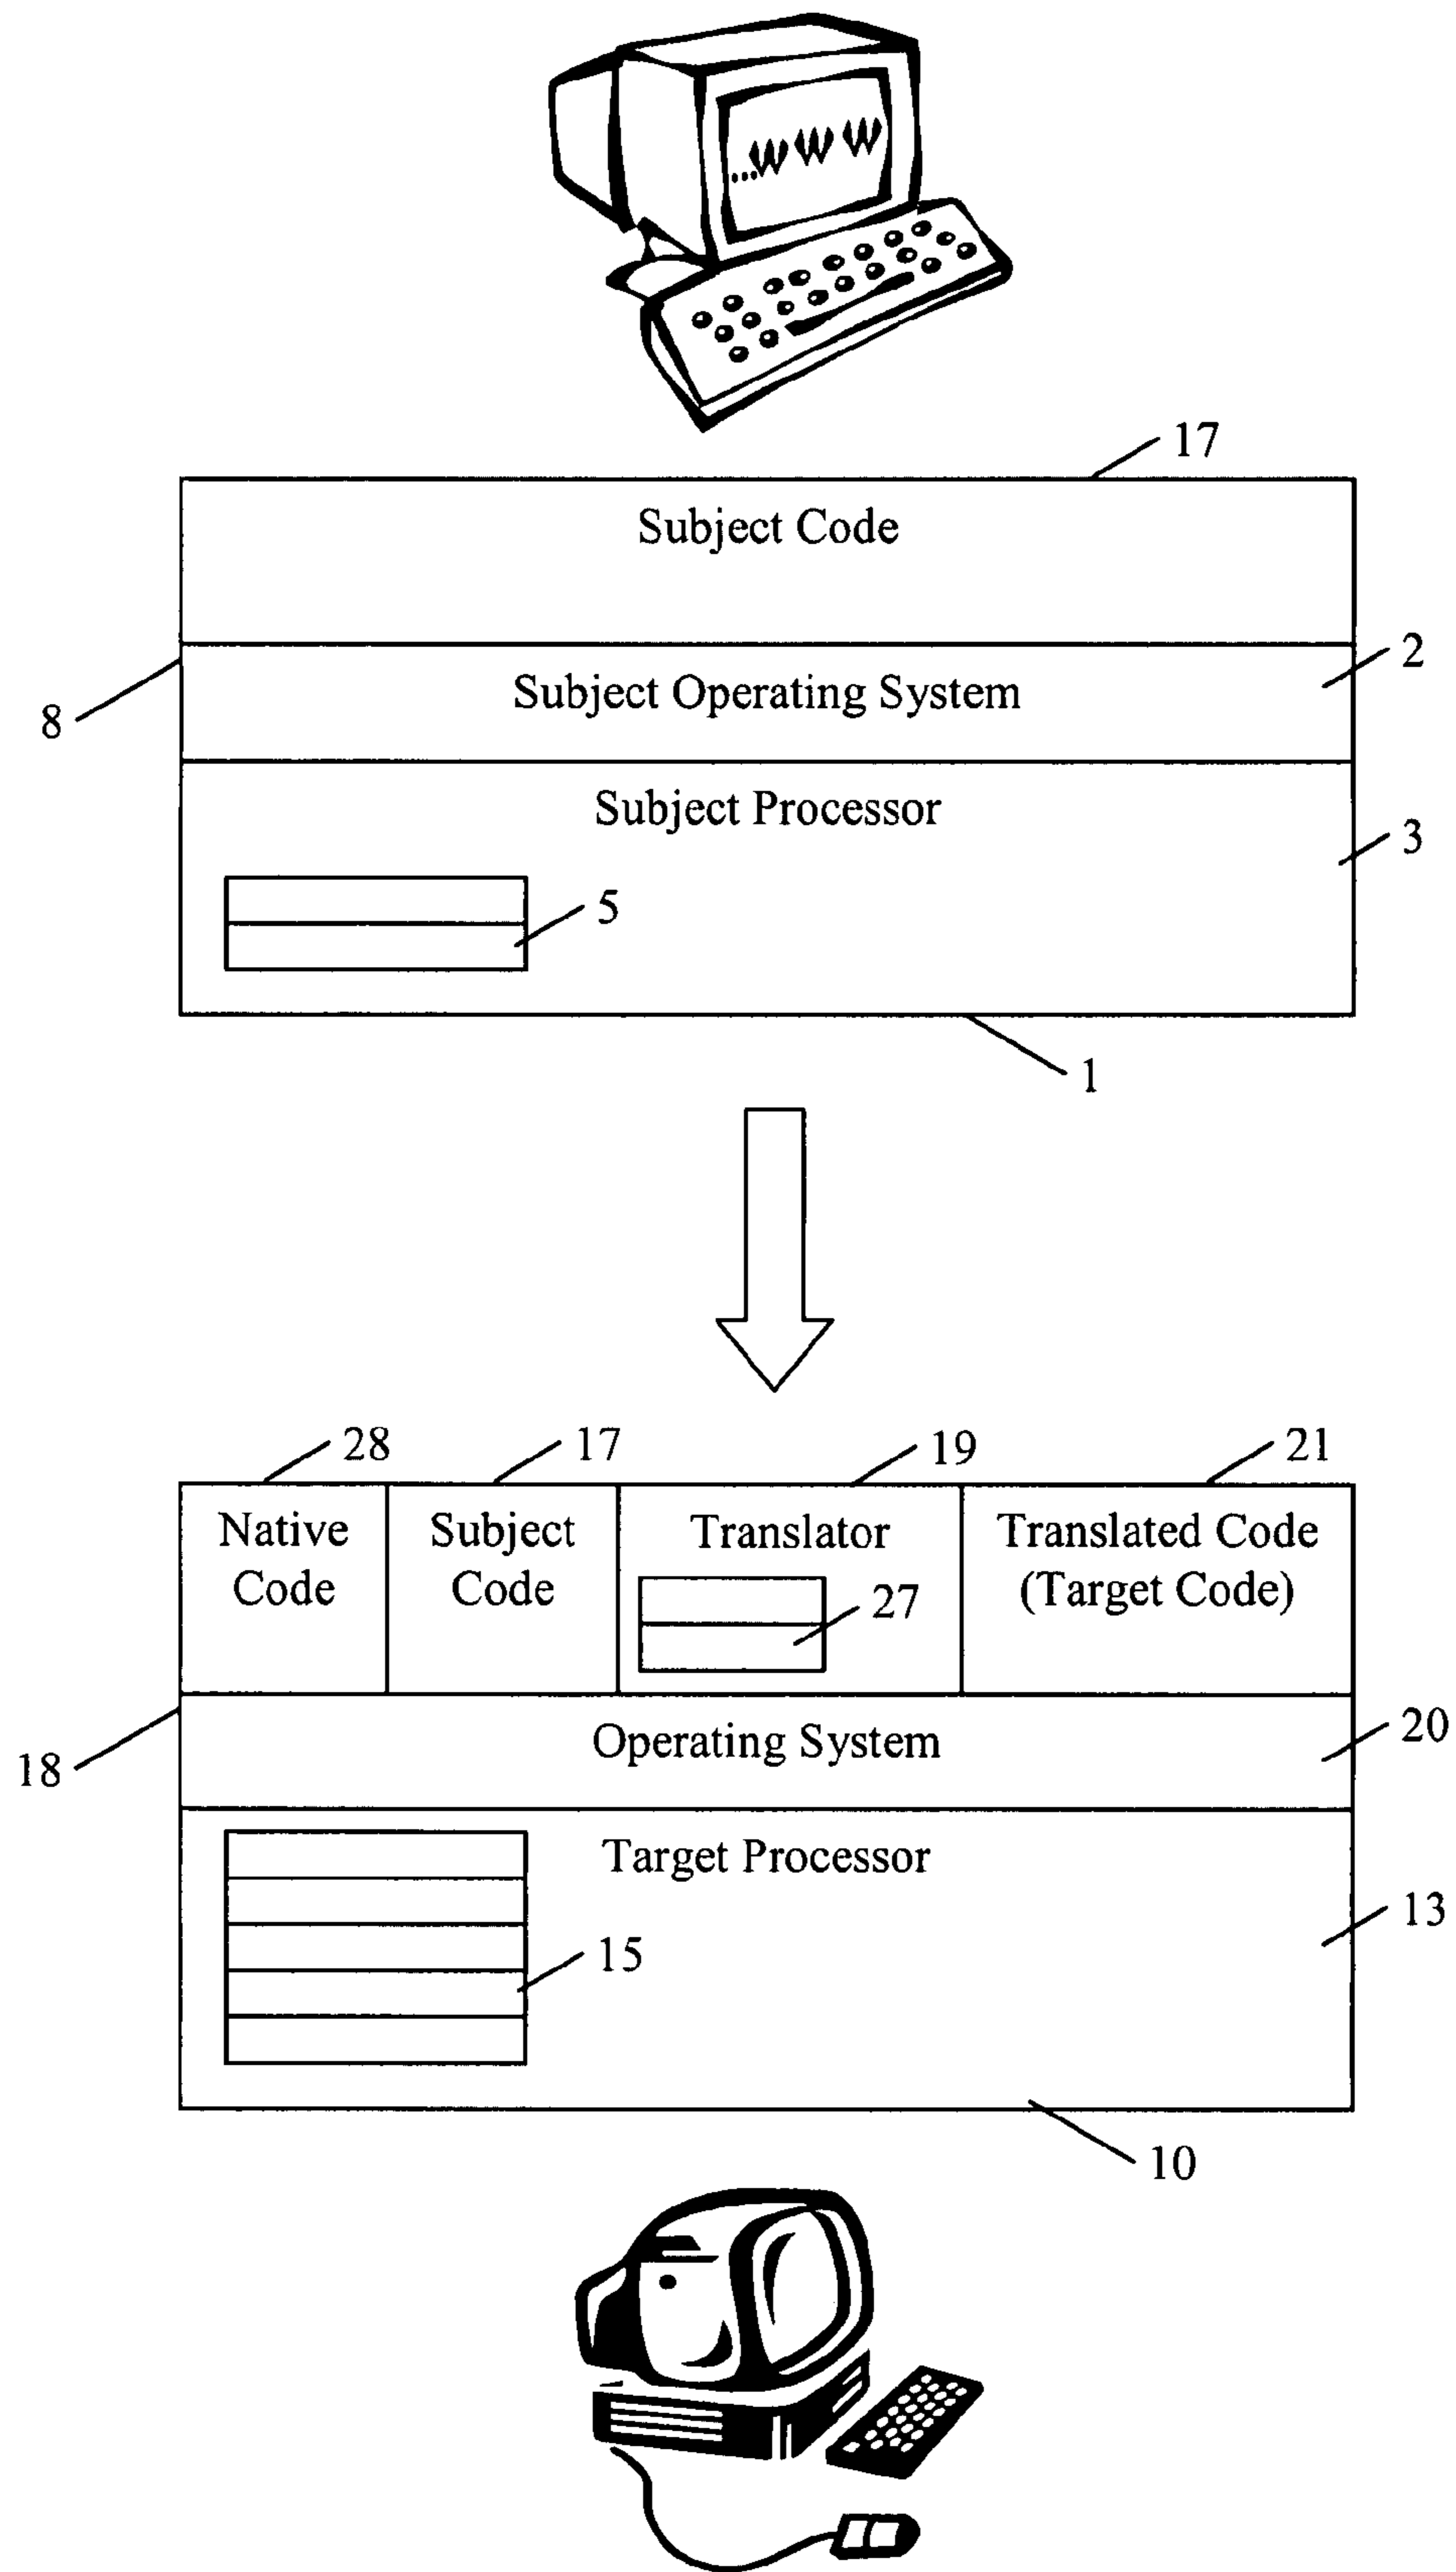 ...WWW
17
Subject Code
2
Subject Operating System
8
Subject Processor
3
5
1
28 17 19 21
Native Code
Subject Code
Translator
27
Translated Code
(Target Code)
18
Operating System
20
Target Processor
13
15
10